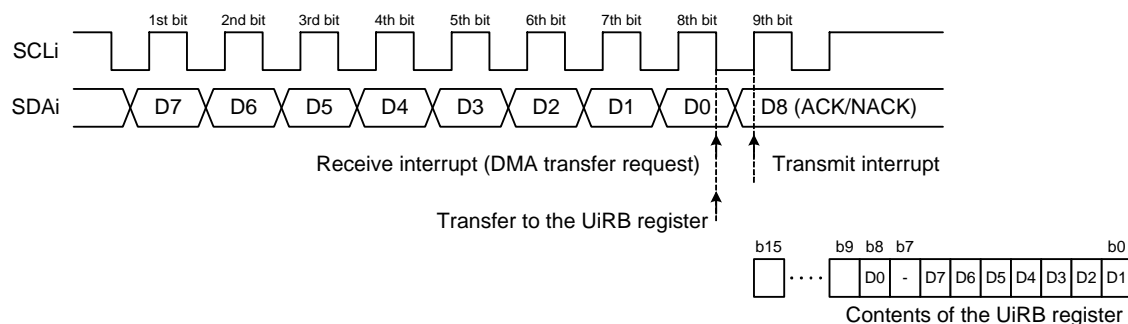 1st bit 2nd bit 3rd bit 4th bit 5th bit 6th bit 7th bit 8th bit 9th bit
SCLi
SDAi D7 D6 D5 D4 D3 D2 D1 D0 D8 (ACK/NACK)
Receive interrupt (DMA transfer request) Transmit interrupt
Transfer to the UiRB register
b15 b9 b8 b7 b0
···· D0 - D7 D6 D5 D4 D3 D2 D1
Contents of the UiRB register